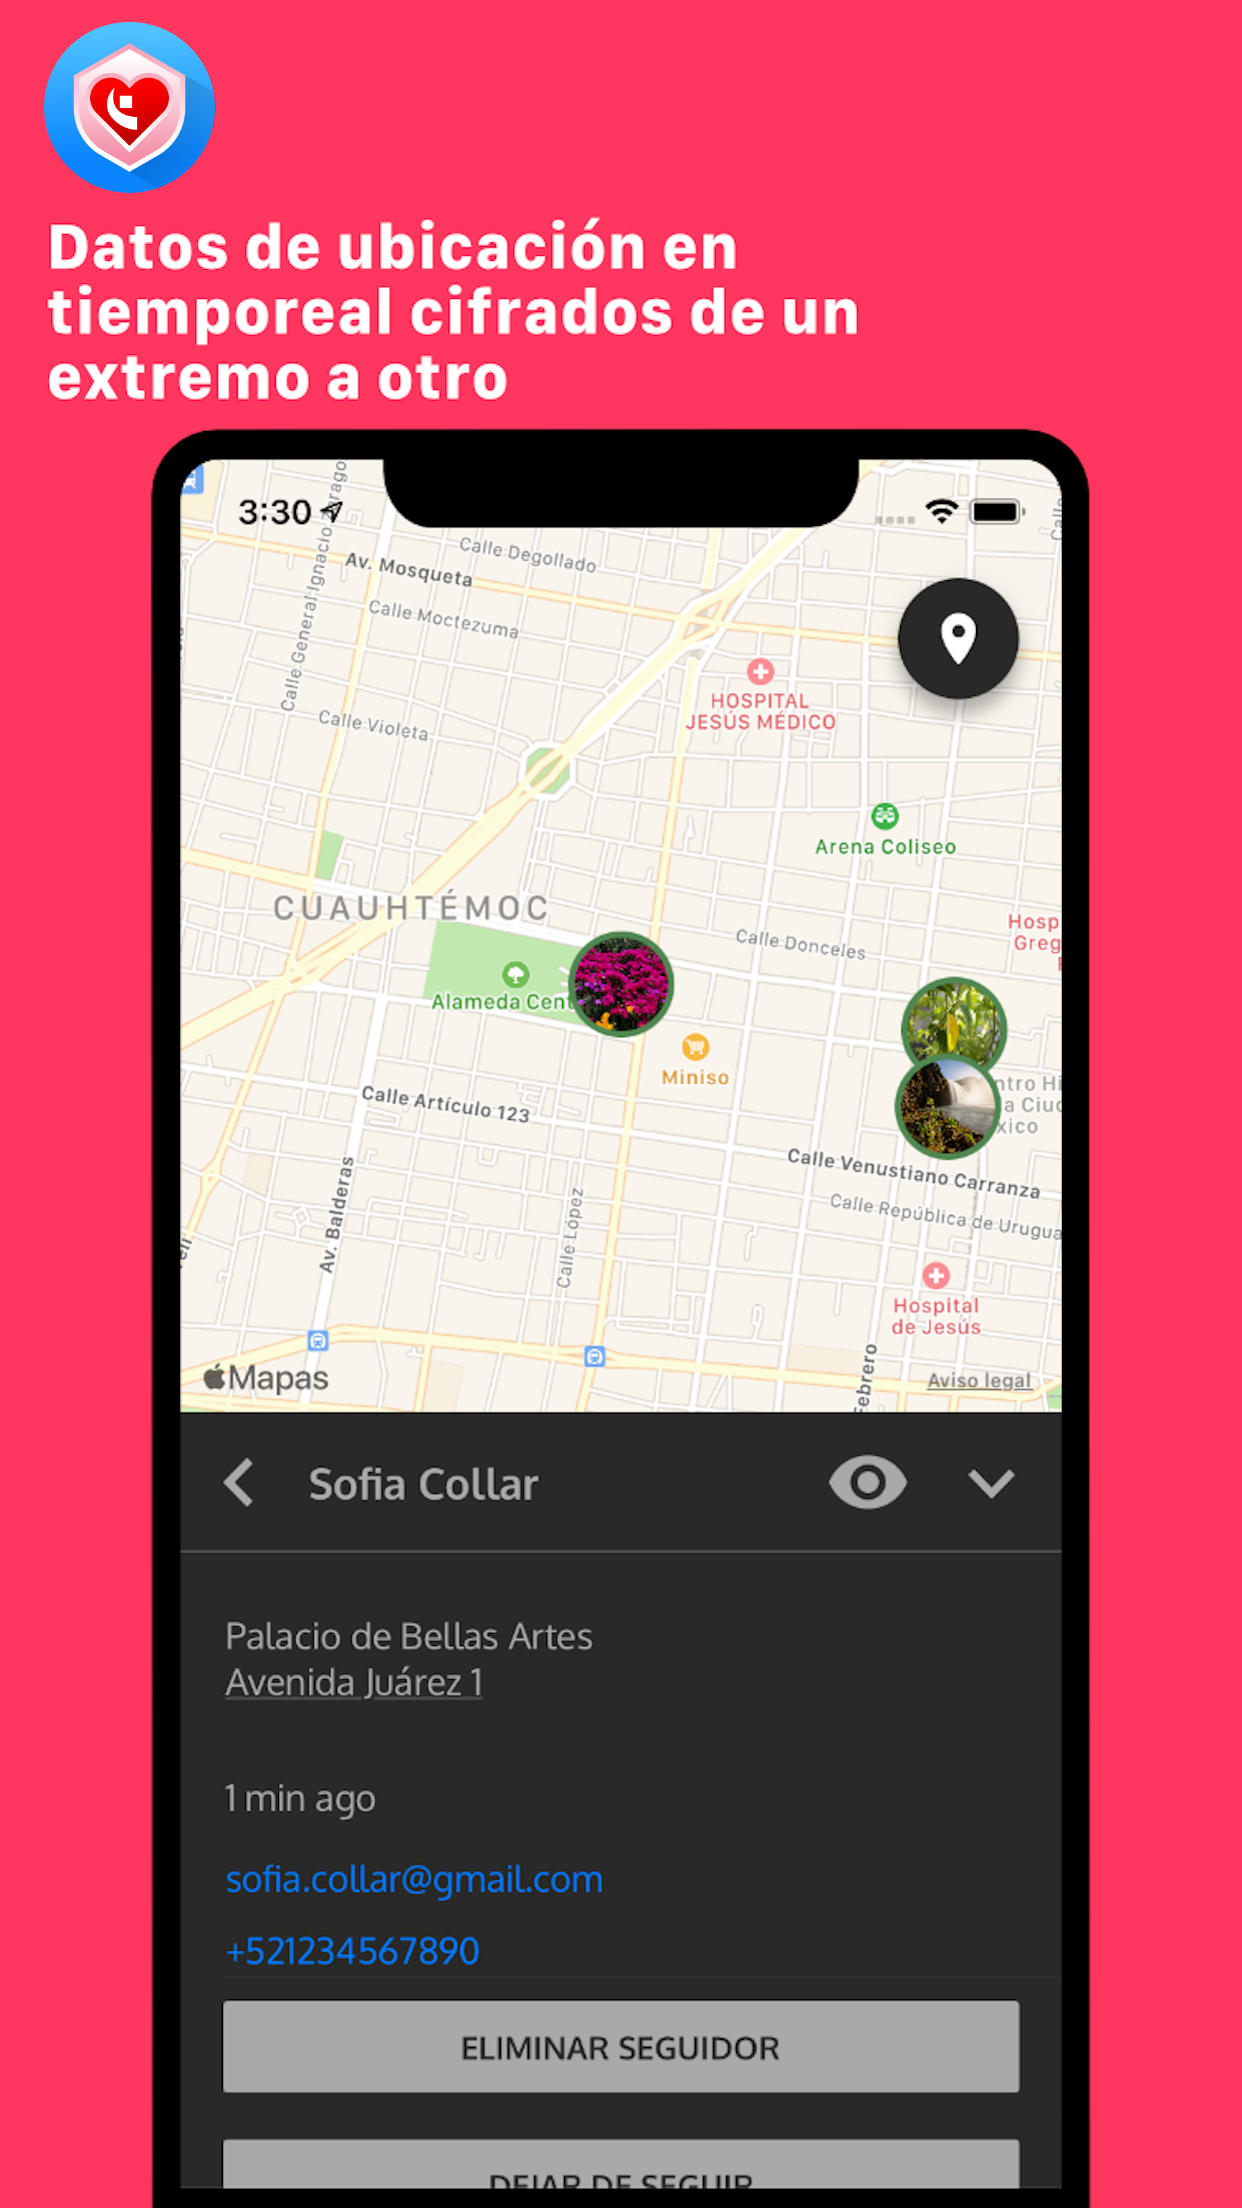 Datos de ubicación en
tiemporeal cifrados de un
extremo a otro
3:30
Calle Degollado
Av. Mosqueta
Calle Moctezuma
Calle General Ignacio
Calle Violeta
HOSPITAL
JESÚS MÉDICO
Arena Coliseo
CUAUHTÉMOC
Hosp
Greg
Calle Donceles
Alameda Cent
Miniso
ntro Hi
a Ciud
xico
Calle Artículo 123
Calle Venustiano Carranza
Calle República de Urugua
Av. Balderas
Calle López
Hospital
de Jesús
Febrero
Mapas
Aviso legal
Sofia Collar
Palacio de Bellas Artes
Avenida Juárez 1
1 min ago
sofia.collar@gmail.com
+521234567890
ELIMINAR SEGUIDOR
DEJAR DE SEGUIR